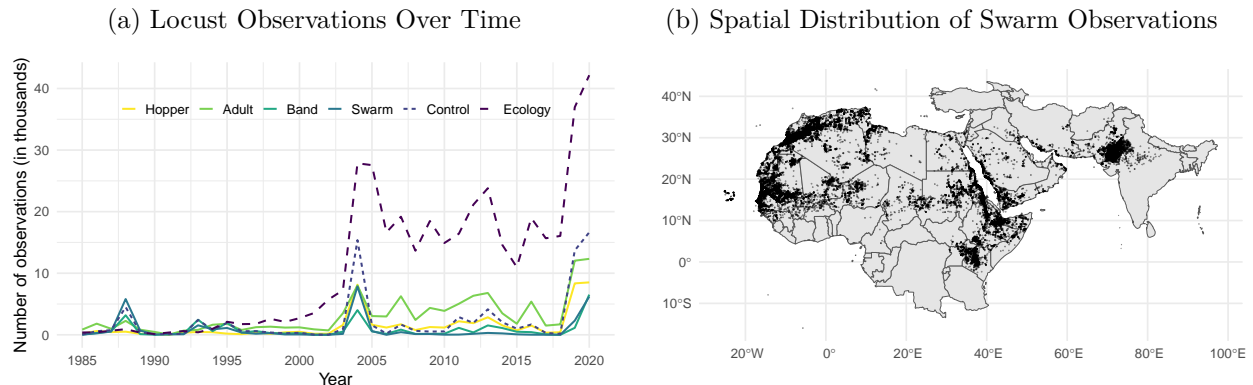 (a) Locust Observations Over Time
Number of observations (in thousands)
40
30
20
10
0
Hopper Adult Band Swarm Control Ecology
1985 1990 1995 2000 2005 2010 2015 2020
Year
(b) Spatial Distribution of Swarm Observations
40°N
30°N
20°N
10°N
0°
10°S
20°W 0° 20°E 40°E 60°E 80°E 100°E